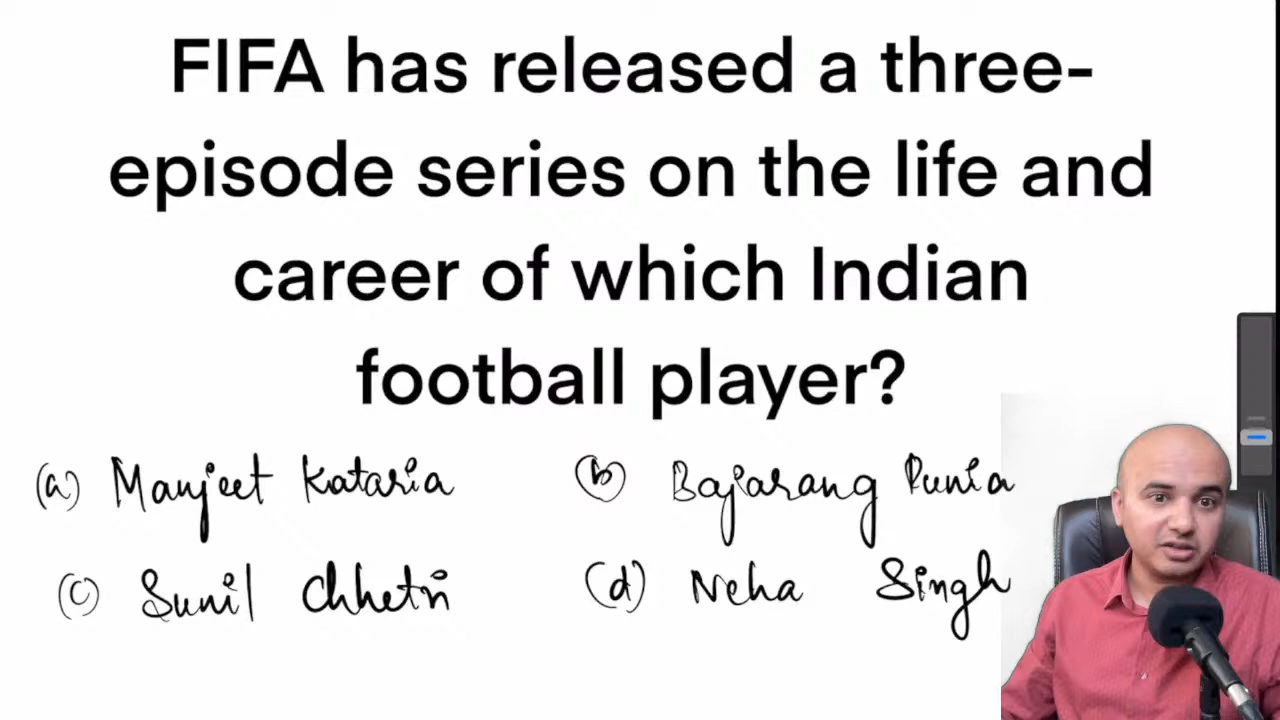 FIFA has released a three-
episode series on the life and
career of which Indian
football player?
(a) Manjeet Kataria (b) Bajarang Punia
(c) Sunil Chhetri (d) Neha Singh